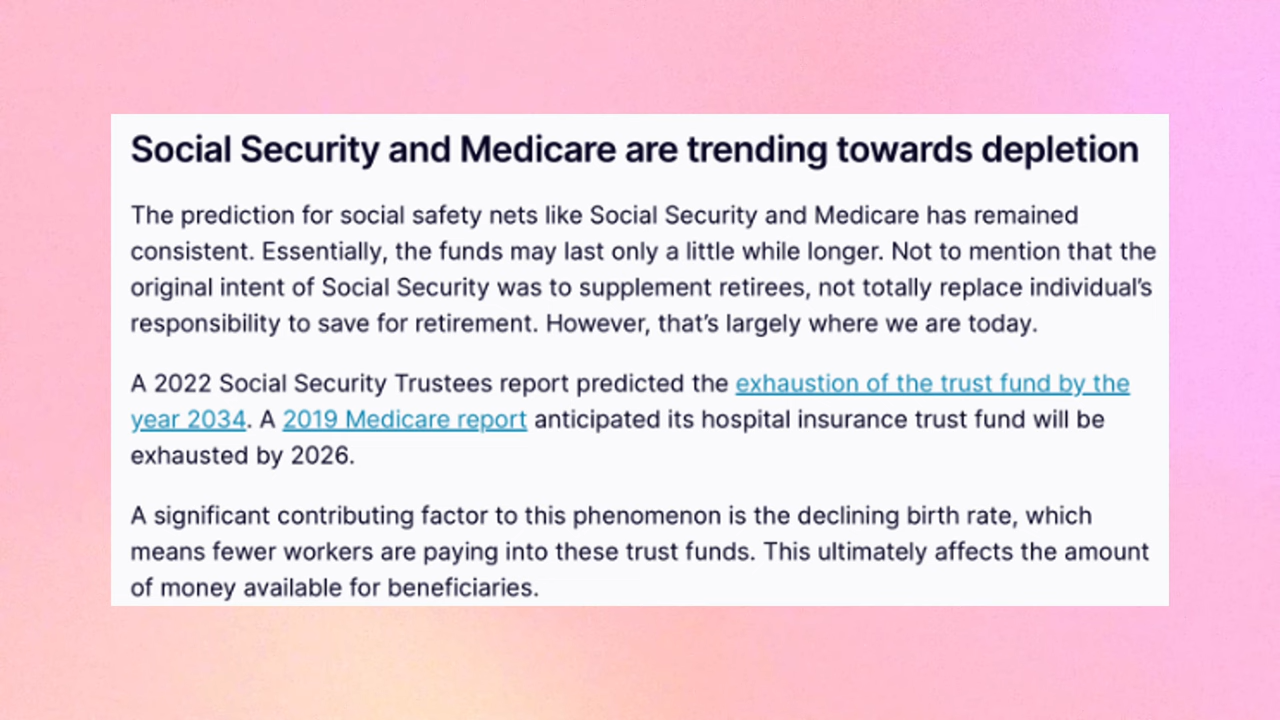 Social Security and Medicare are trending towards depletion
The prediction for social safety nets like Social Security and Medicare has remained
consistent. Essentially, the funds may last only a little while longer. Not to mention that the
original intent of Social Security was to supplement retirees, not totally replace individual’s
responsibility to save for retirement. However, that’s largely where we are today.
A 2022 Social Security Trustees report predicted the exhaustion of the trust fund by the
year 2034. A 2019 Medicare report anticipated its hospital insurance trust fund will be
exhausted by 2026.
A significant contributing factor to this phenomenon is the declining birth rate, which
means fewer workers are paying into these trust funds. This ultimately affects the amount
of money available for beneficiaries.